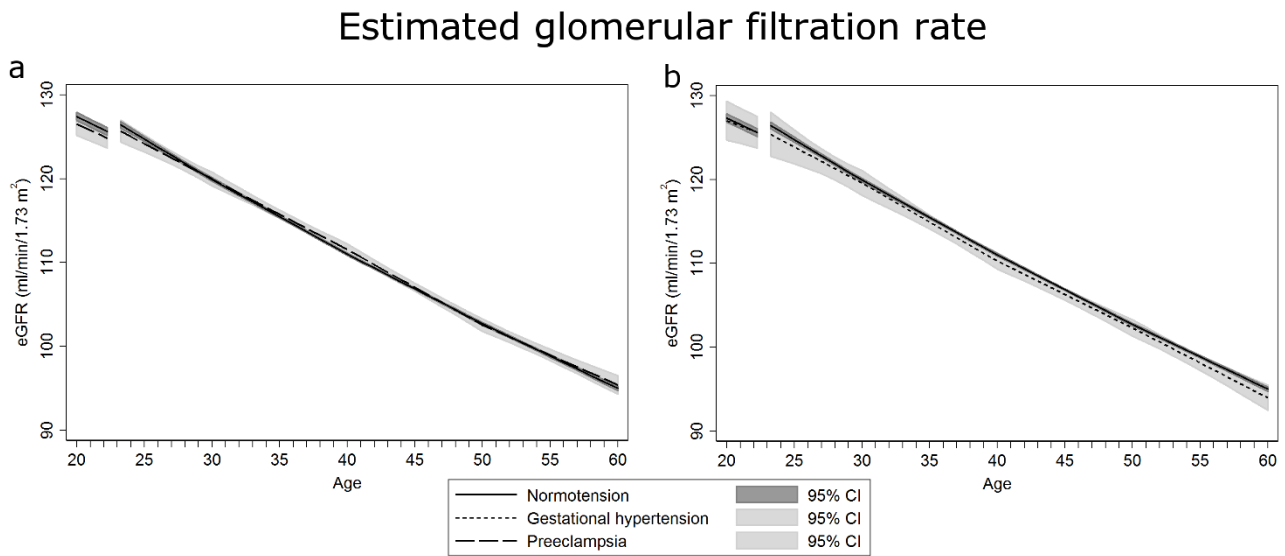 Estimated glomerular filtration rate
a
eGFR (ml/min/1.73 m²)
130
120
110
100
90
20 25 30 35 40 45 50 55 60
Age
b
eGFR (ml/min/1.73 m²)
130
120
110
100
90
20 25 30 35 40 45 50 55 60
Age
Normotension 95% CI
Gestational hypertension 95% CI
Preeclampsia 95% CI